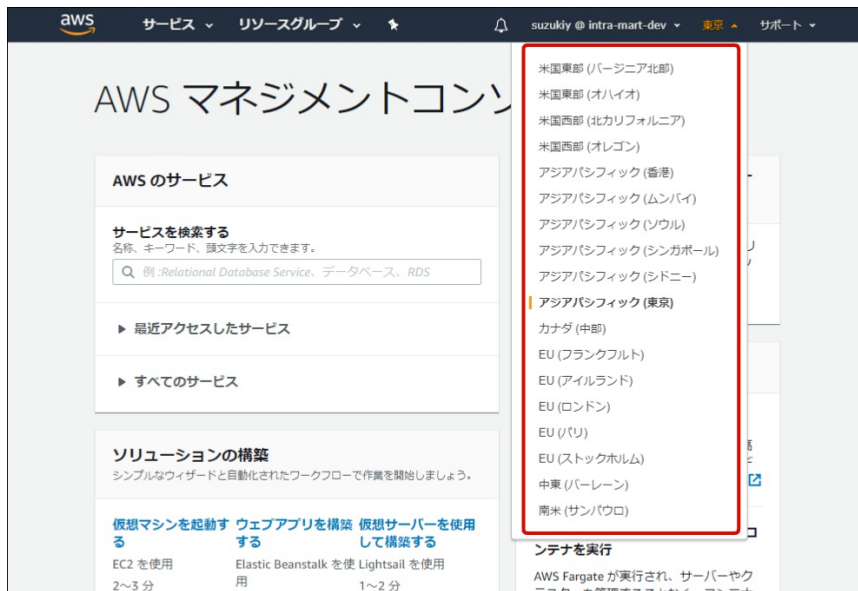 aws
サービス
リソースグループ
suzukiy @ intra-mart-dev
東京
サポート
AWS マネジメントコンソ
米国東部 (バージニア北部)
米国東部 (オハイオ)
米国西部 (北カリフォルニア)
米国西部 (オレゴン)
アジアパシフィック (香港)
アジアパシフィック (ムンバイ)
アジアパシフィック (ソウル)
アジアパシフィック (シンガポール)
アジアパシフィック (シドニー)
アジアパシフィック (東京)
カナダ (中部)
EU (フランクフルト)
EU (アイルランド)
EU (ロンドン)
EU (パリ)
EU (ストックホルム)
中東 (バーレーン)
南米 (サンパウロ)
AWS のサービス
サービスを検索する
名称、キーワード、頭文字を入力できます。
例 :Relational Database Service、データベース、RDS
最近アクセスしたサービス
すべてのサービス
ソリューションの構築
シンプルなウィザードと自動化されたワークフローで作業を開始しましょう。
仮想マシンを起動す
る
EC2 を使用
2～3 分
ウェブアプリを構築
する
Elastic Beanstalk を使
用
仮想サーバーを使用
して構築する
Lightsail を使用
1～2 分
ンテナを実行
AWS Fargate が実行され、サーバーやク